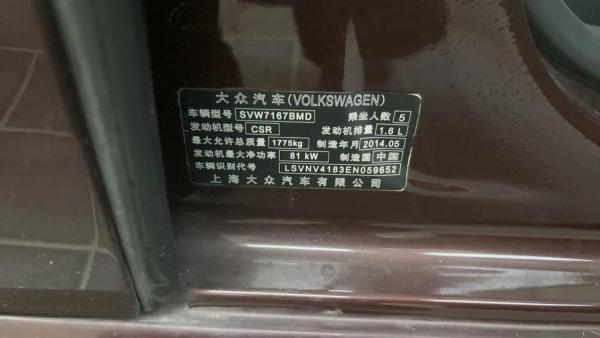 大众汽车(VOLKSWAGEN)
车辆型号 SVW7167BMD 乘坐人数 5
发动机型号 CSR 发动机排量 1.6 L
最大允许总质量 1775kg 制造年月 2014.05
发动机最大净功率 81 kW 制造国 中国
车辆识别代号 LSVNV4183EN059652
上海大众汽车有限公司